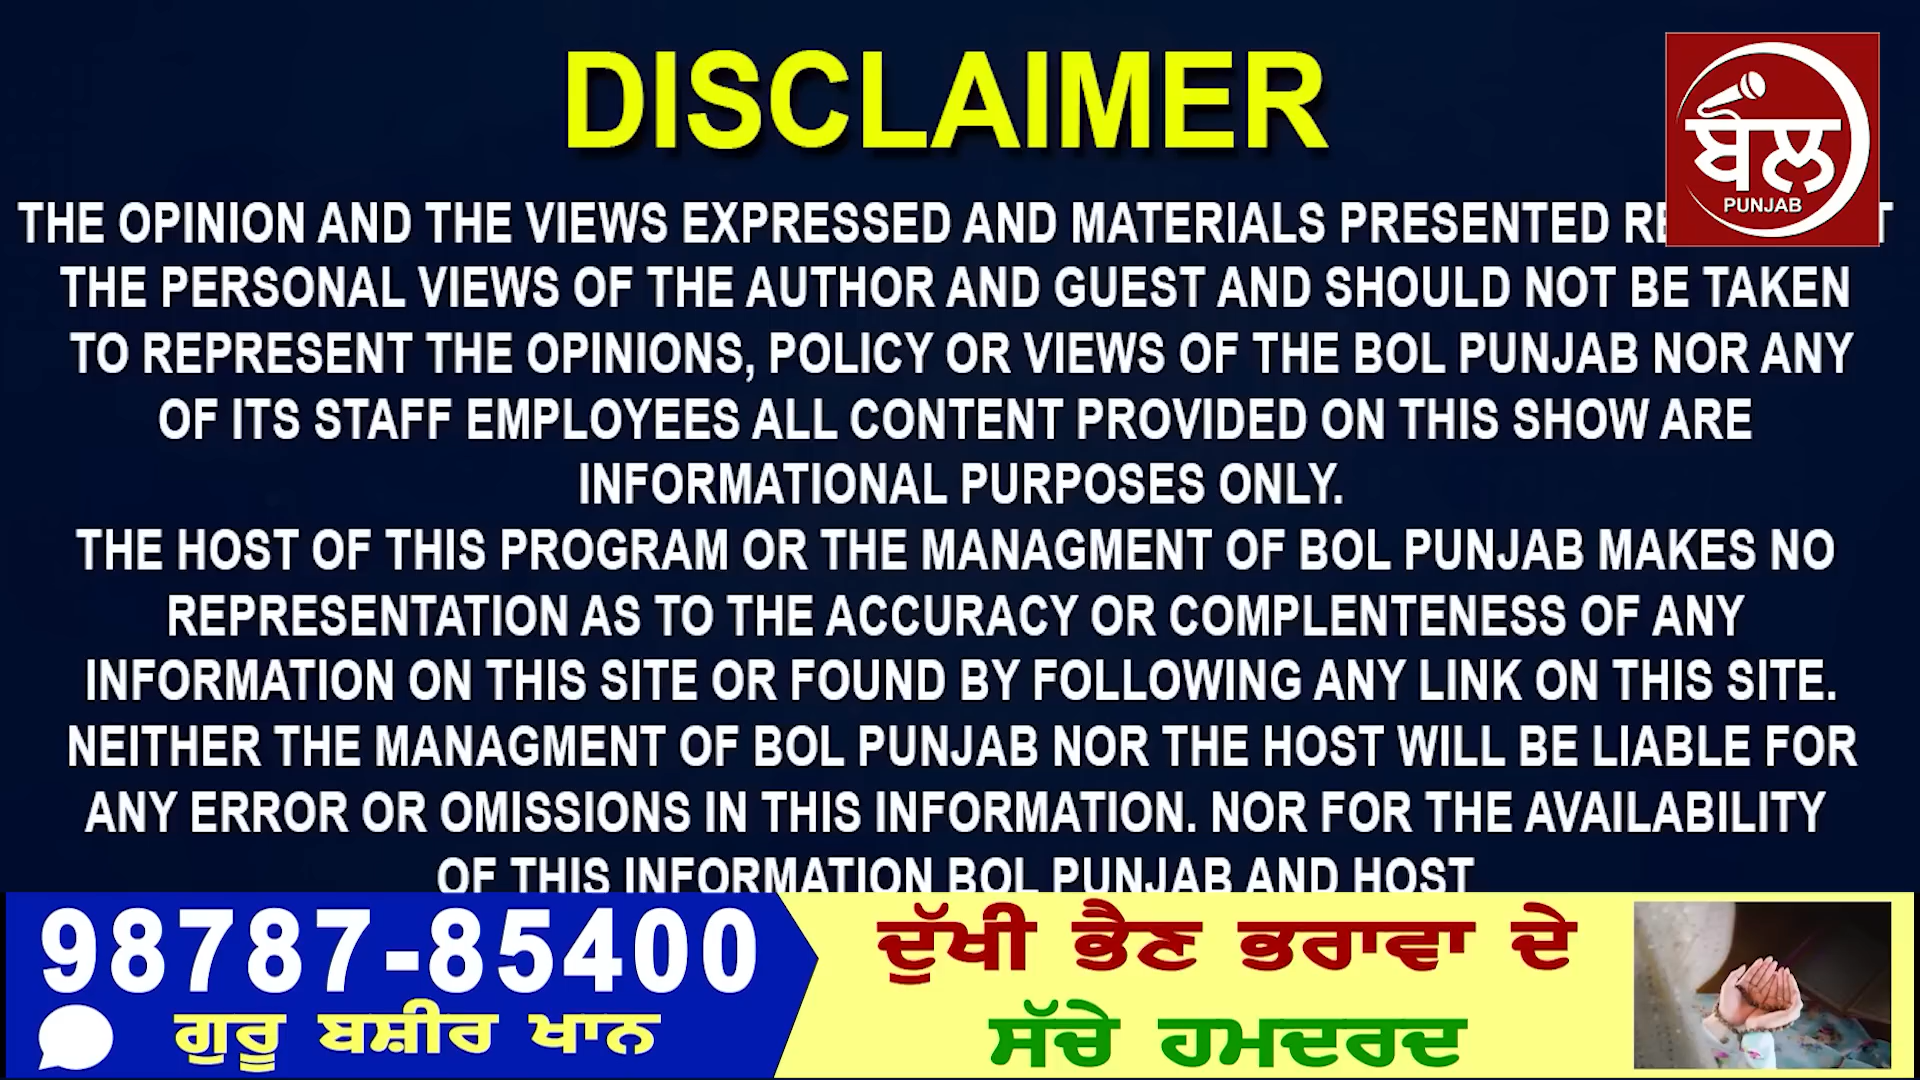 DISCLAIMER
ਬੋਲ
PUNJAB
THE OPINION AND THE VIEWS EXPRESSED AND MATERIALS PRESENTED
THE PERSONAL VIEWS OF THE AUTHOR AND GUEST AND SHOULD NOT BE TAKEN
TO REPRESENT THE OPINIONS, POLICY OR VIEWS OF THE BOL PUNJAB NOR ANY
OF ITS STAFF EMPLOYEES ALL CONTENT PROVIDED ON THIS SHOW ARE
INFORMATIONAL PURPOSES ONLY.
THE HOST OF THIS PROGRAM OR THE MANAGMENT OF BOL PUNJAB MAKES NO
REPRESENTATION AS TO THE ACCURACY OR COMPLENTENESS OF ANY
INFORMATION ON THIS SITE OR FOUND BY FOLLOWING ANY LINK ON THIS SITE.
NEITHER THE MANAGMENT OF BOL PUNJAB NOR THE HOST WILL BE LIABLE FOR
ANY ERROR OR OMISSIONS IN THIS INFORMATION. NOR FOR THE AVAILABILITY
OF THIS INFORMATION BOL PUNJAB AND HOST
98787-85400
ਗੁਰੂ ਬਸ਼ੀਰ ਖਾਨ
ਦੁੱਖੀ ਭੈਣ ਭਰਾਵਾ ਦੇ
ਸੱਚੇ ਹਮਦਰਦ